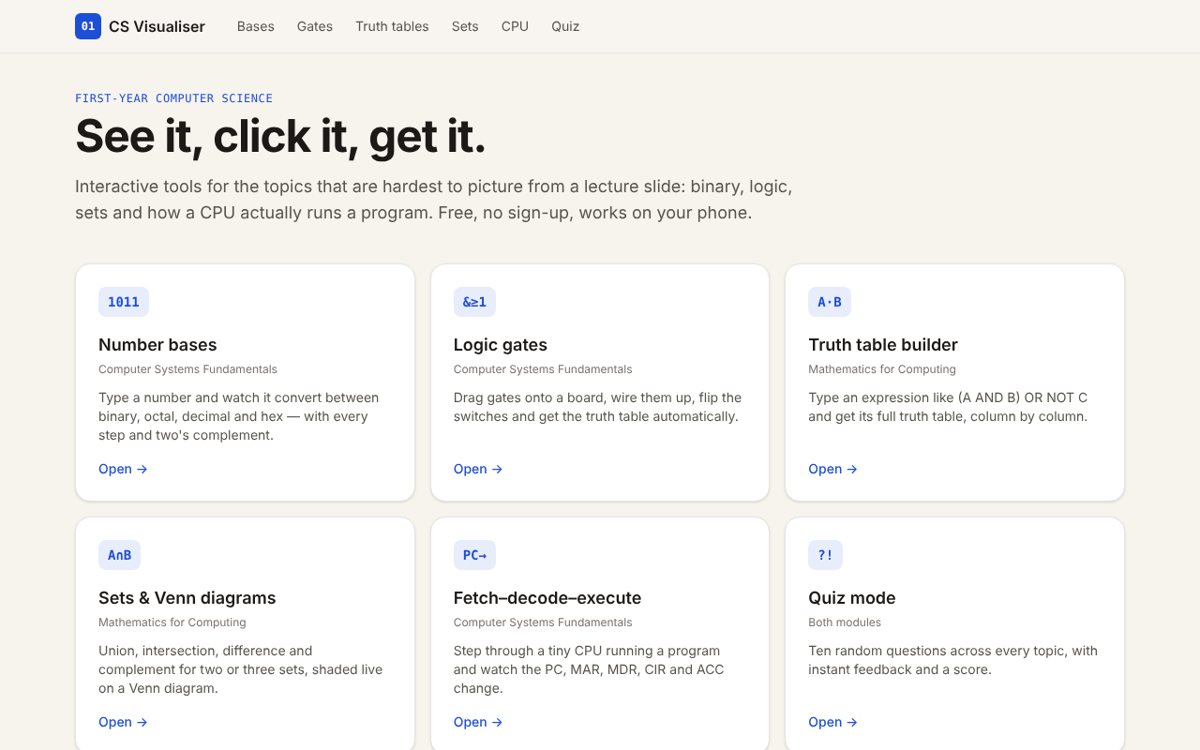 01 CS Visualiser Bases Gates Truth tables Sets CPU Quiz
FIRST-YEAR COMPUTER SCIENCE
See it, click it, get it.
Interactive tools for the topics that are hardest to picture from a lecture slide: binary, logic,
sets and how a CPU actually runs a program. Free, no sign-up, works on your phone.
1011
Number bases
Computer Systems Fundamentals
Type a number and watch it convert between
binary, octal, decimal and hex — with every
step and two's complement.
Open →
&≥1
Logic gates
Computer Systems Fundamentals
Drag gates onto a board, wire them up, flip the
switches and get the truth table automatically.
Open →
A·B
Truth table builder
Mathematics for Computing
Type an expression like (A AND B) OR NOT C
and get its full truth table, column by column.
Open →
A∩B
Sets & Venn diagrams
Mathematics for Computing
Union, intersection, difference and
complement for two or three sets, shaded live
on a Venn diagram.
Open →
PC→
Fetch–decode–execute
Computer Systems Fundamentals
Step through a tiny CPU running a program
and watch the PC, MAR, MDR, CIR and ACC
change.
Open →
?!
Quiz mode
Both modules
Ten random questions across every topic, with
instant feedback and a score.
Open →